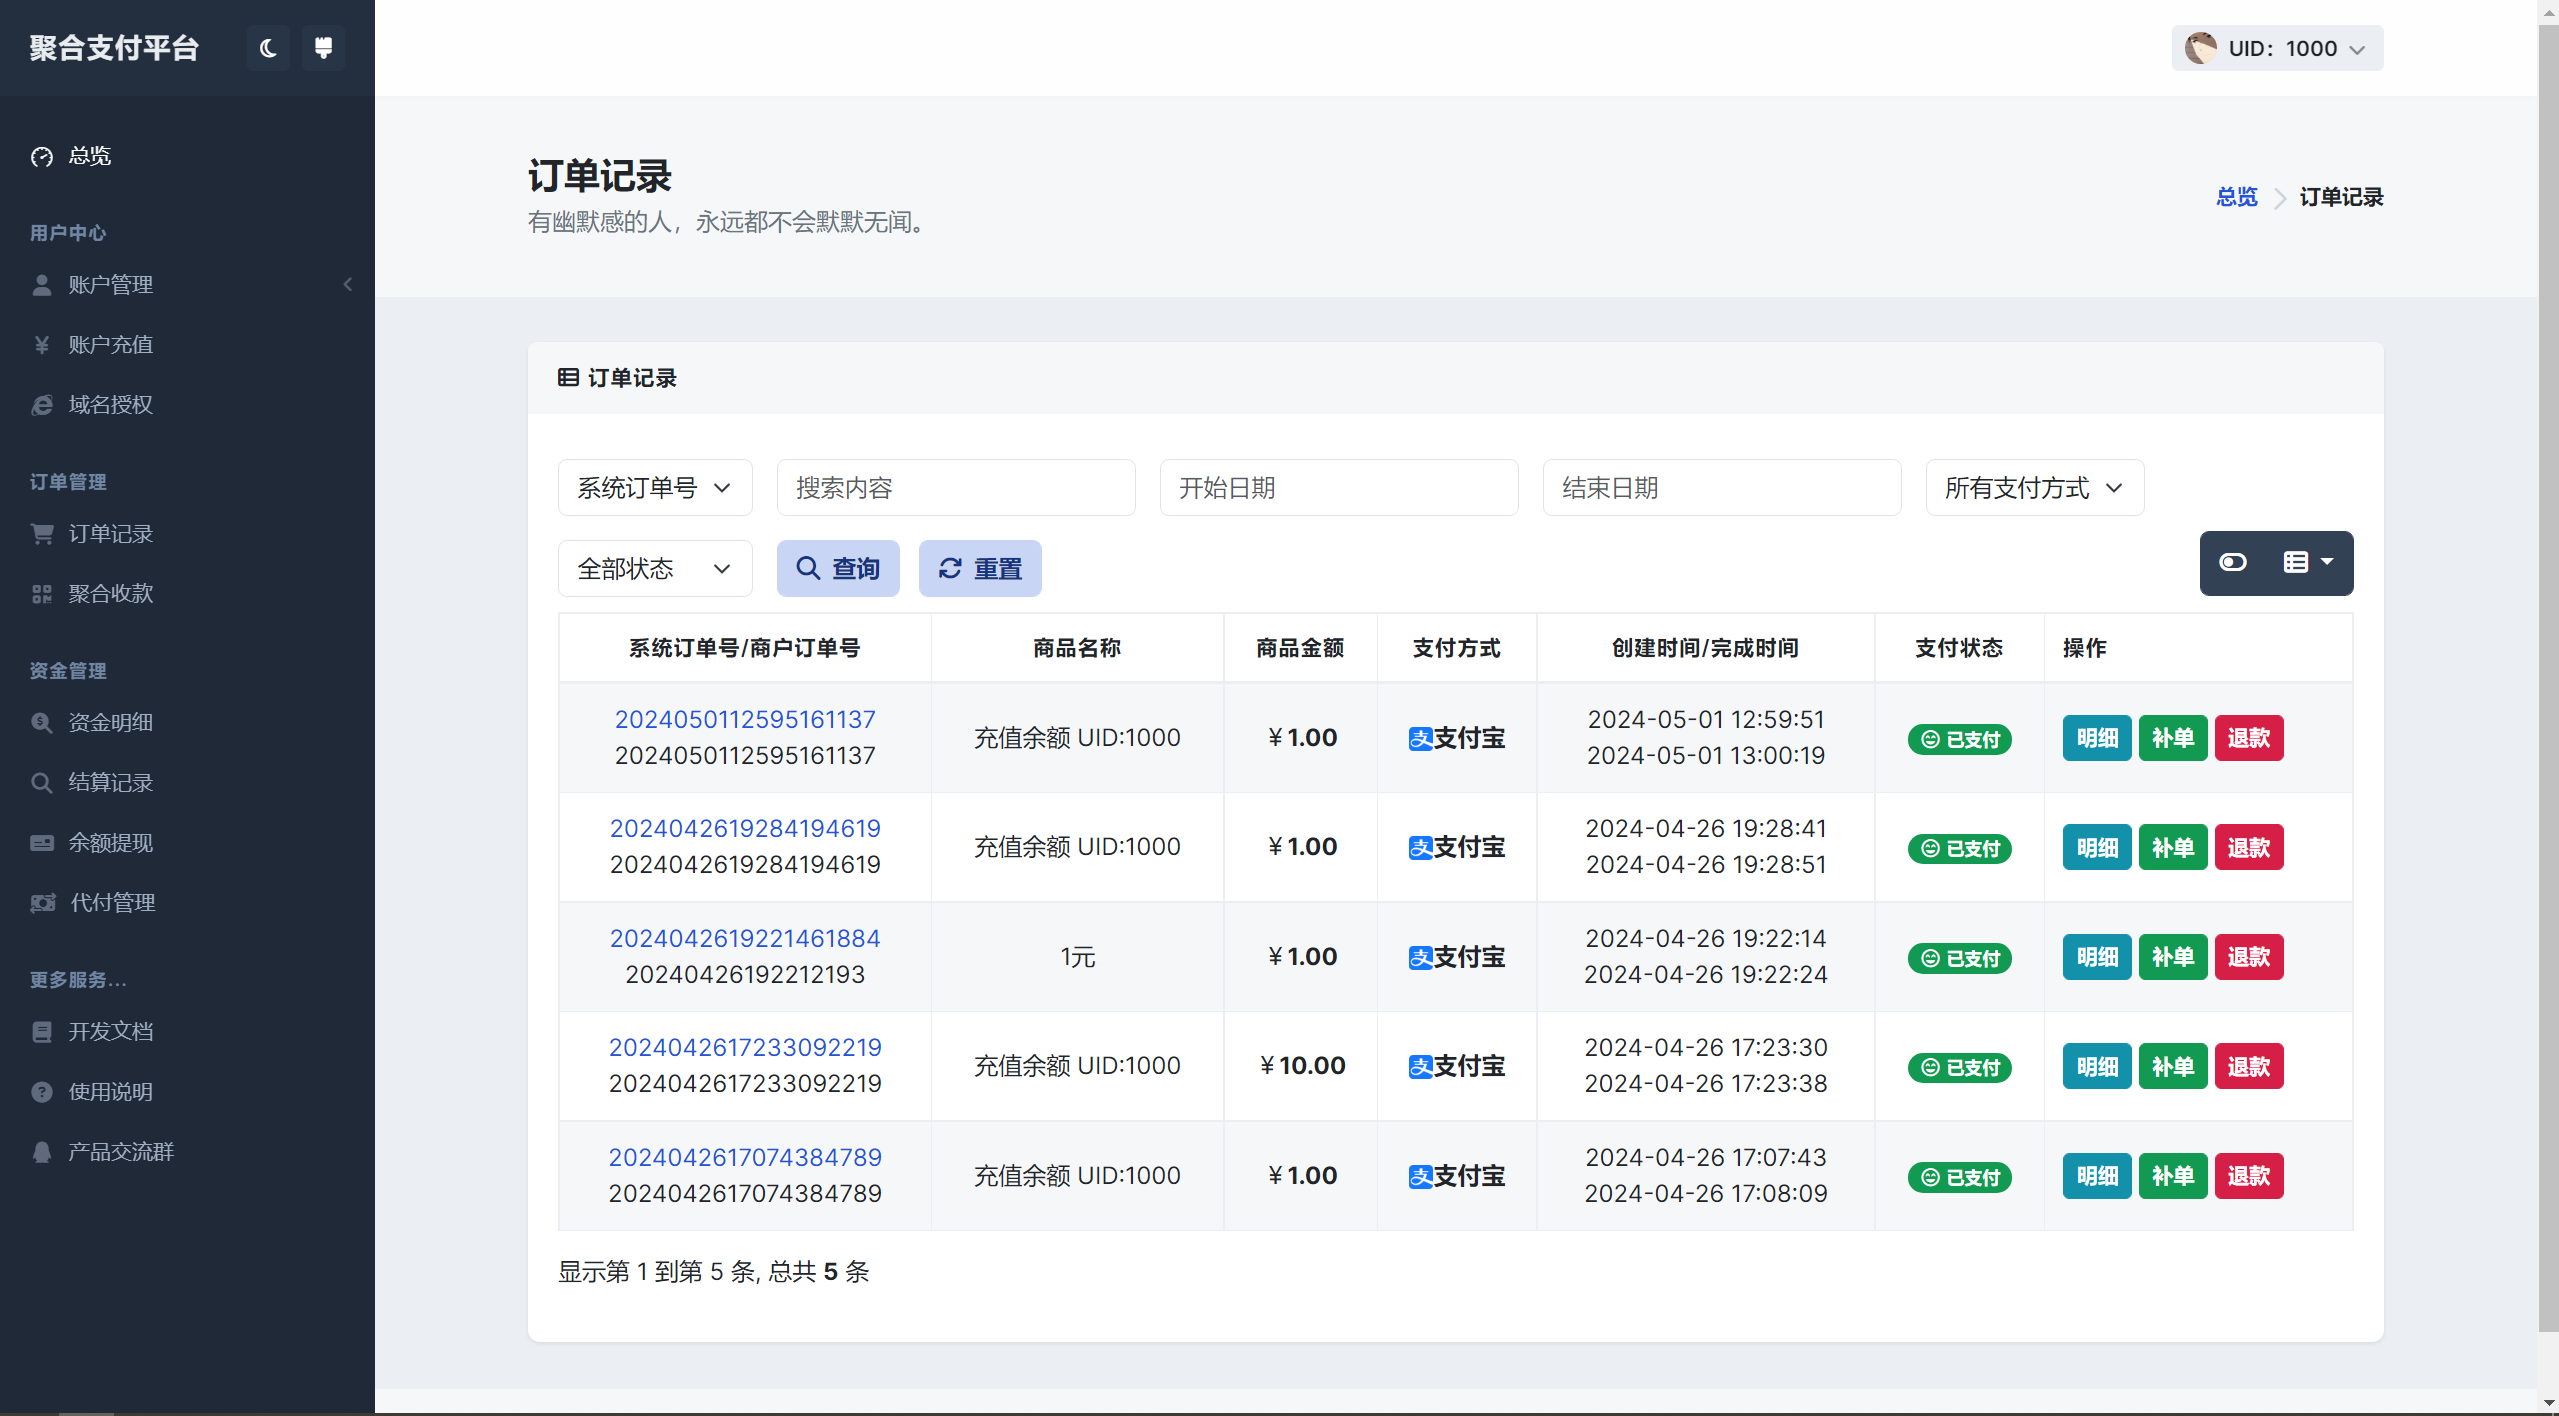 聚合支付平台
UID：1000
总览
用户中心
账户管理
账户充值
域名授权
订单管理
订单记录
聚合收款
资金管理
资金明细
结算记录
余额提现
代付管理
更多服务...
开发文档
使用说明
产品交流群
订单记录
有幽默感的人，永远都不会默默无闻。
总览 订单记录
订单记录
系统订单号 搜索内容 开始日期 结束日期 所有支付方式
全部状态 查询 重置
系统订单号/商户订单号 商品名称 商品金额 支付方式 创建时间/完成时间 支付状态 操作
2024050112595161137
2024050112595161137
充值余额 UID:1000 ￥1.00 支付宝
2024-05-01 12:59:51
2024-05-01 13:00:19
已支付 明细 补单 退款
2024042619284194619
2024042619284194619
充值余额 UID:1000 ￥1.00 支付宝
2024-04-26 19:28:41
2024-04-26 19:28:51
已支付 明细 补单 退款
2024042619221461884
20240426192212193
1元 ￥1.00 支付宝
2024-04-26 19:22:14
2024-04-26 19:22:24
已支付 明细 补单 退款
2024042617233092219
2024042617233092219
充值余额 UID:1000 ￥10.00 支付宝
2024-04-26 17:23:30
2024-04-26 17:23:38
已支付 明细 补单 退款
2024042617074384789
2024042617074384789
充值余额 UID:1000 ￥1.00 支付宝
2024-04-26 17:07:43
2024-04-26 17:08:09
已支付 明细 补单 退款
显示第 1 到第 5 条, 总共 5 条